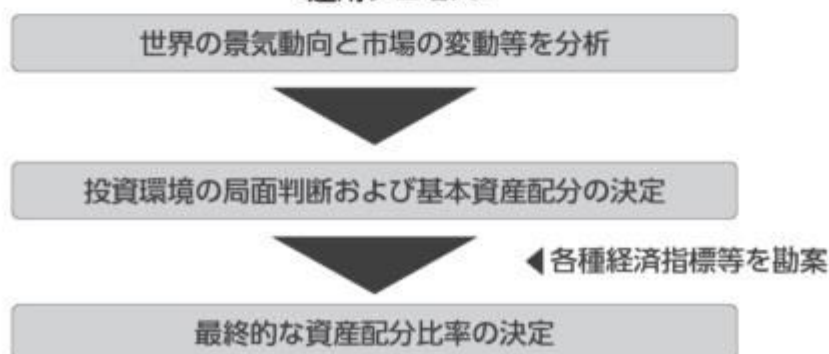 世界の景気動向と市場の変動等を分析
投資環境の局面判断および基本資産配分の決定
◀各種経済指標等を勘案
最終的な資産配分比率の決定